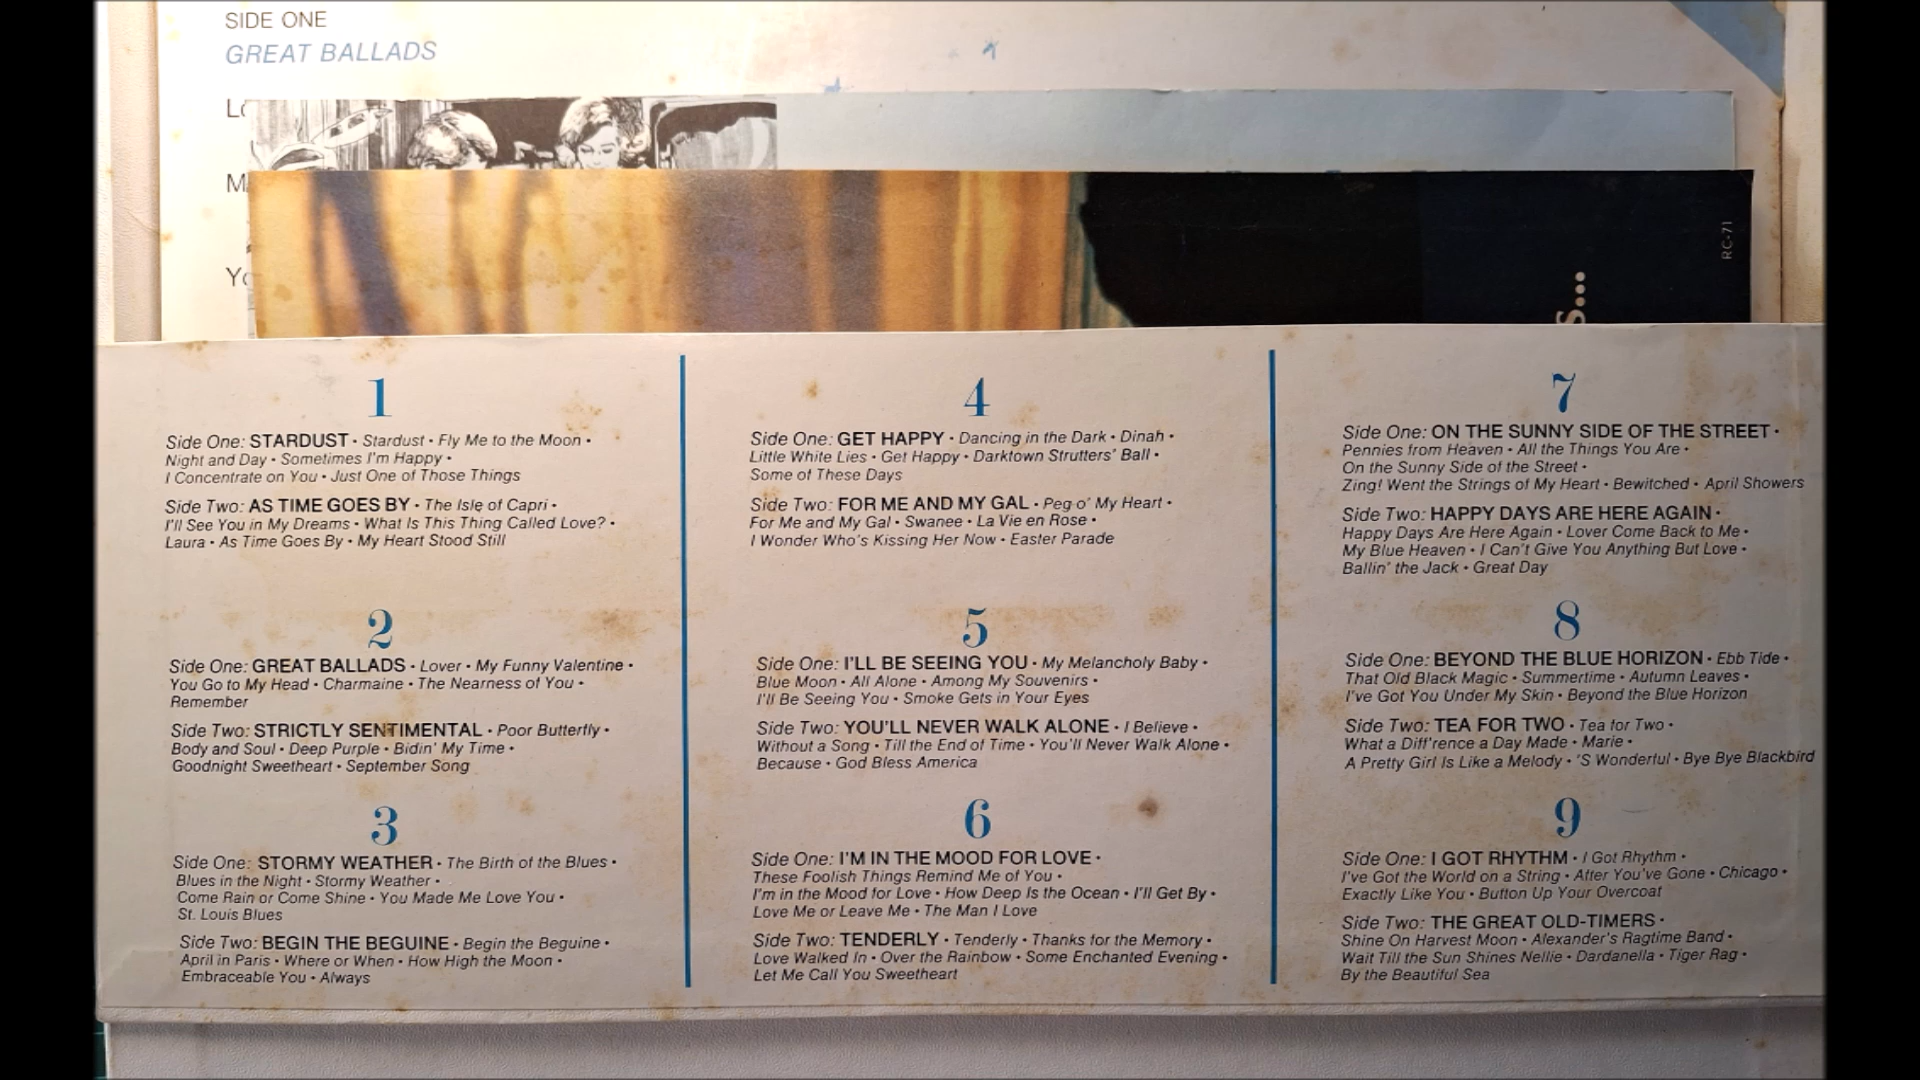 SIDE ONE
GREAT BALLADS
RC-71
1
Side One: STARDUST • Stardust • Fly Me to the Moon •
Night and Day • Sometimes I'm Happy •
I Concentrate on You • Just One of Those Things
Side Two: AS TIME GOES BY • The Isle of Capri •
I'll See You in My Dreams • What Is This Thing Called Love? •
Laura • As Time Goes By • My Heart Stood Still
2
Side One: GREAT BALLADS • Lover • My Funny Valentine •
You Go to My Head • Charmaine • The Nearness of You •
Remember
Side Two: STRICTLY SENTIMENTAL • Poor Butterfly •
Body and Soul • Deep Purple • Bidin' My Time •
Goodnight Sweetheart • September Song
3
Side One: STORMY WEATHER • The Birth of the Blues •
Blues in the Night • Stormy Weather •
Come Rain or Come Shine • You Made Me Love You •
St. Louis Blues
Side Two: BEGIN THE BEGUINE • Begin the Beguine •
April in Paris • Where or When • How High the Moon •
Embraceable You • Always
4
Side One: GET HAPPY • Dancing in the Dark • Dinah •
Little White Lies • Get Happy • Darktown Strutters' Ball •
Some of These Days
Side Two: FOR ME AND MY GAL • Peg o' My Heart •
For Me and My Gal • Swanee • La Vie en Rose •
I Wonder Who's Kissing Her Now • Easter Parade
5
Side One: I'LL BE SEEING YOU • My Melancholy Baby •
Blue Moon • All Alone • Among My Souvenirs •
I'll Be Seeing You • Smoke Gets in Your Eyes
Side Two: YOU'LL NEVER WALK ALONE • I Believe •
Without a Song • Till the End of Time • You'll Never Walk Alone •
Because • God Bless America
6
Side One: I'M IN THE MOOD FOR LOVE •
These Foolish Things Remind Me of You •
I'm in the Mood for Love • How Deep Is the Ocean • I'll Get By •
Love Me or Leave Me • The Man I Love
Side Two: TENDERLY • Tenderly • Thanks for the Memory •
Love Walked In • Over the Rainbow • Some Enchanted Evening •
Let Me Call You Sweetheart
7
Side One: ON THE SUNNY SIDE OF THE STREET •
Pennies from Heaven • All the Things You Are •
On the Sunny Side of the Street •
Zing! Went the Strings of My Heart • Bewitched • April Showers
Side Two: HAPPY DAYS ARE HERE AGAIN •
Happy Days Are Here Again • Lover Come Back to Me •
My Blue Heaven • I Can't Give You Anything But Love •
Ballin' the Jack • Great Day
8
Side One: BEYOND THE BLUE HORIZON • Ebb Tide •
That Old Black Magic • Summertime • Autumn Leaves •
I've Got You Under My Skin • Beyond the Blue Horizon
Side Two: TEA FOR TWO • Tea for Two •
What a Diff'rence a Day Made • Marie •
A Pretty Girl Is Like a Melody • 'S Wonderful • Bye Bye Blackbird
9
Side One: I GOT RHYTHM • I Got Rhythm •
I've Got the World on a String • After You've Gone • Chicago •
Exactly Like You • Button Up Your Overcoat
Side Two: THE GREAT OLD-TIMERS •
Shine On Harvest Moon • Alexander's Ragtime Band •
Wait Till the Sun Shines Nellie • Dardanella • Tiger Rag •
By the Beautiful Sea